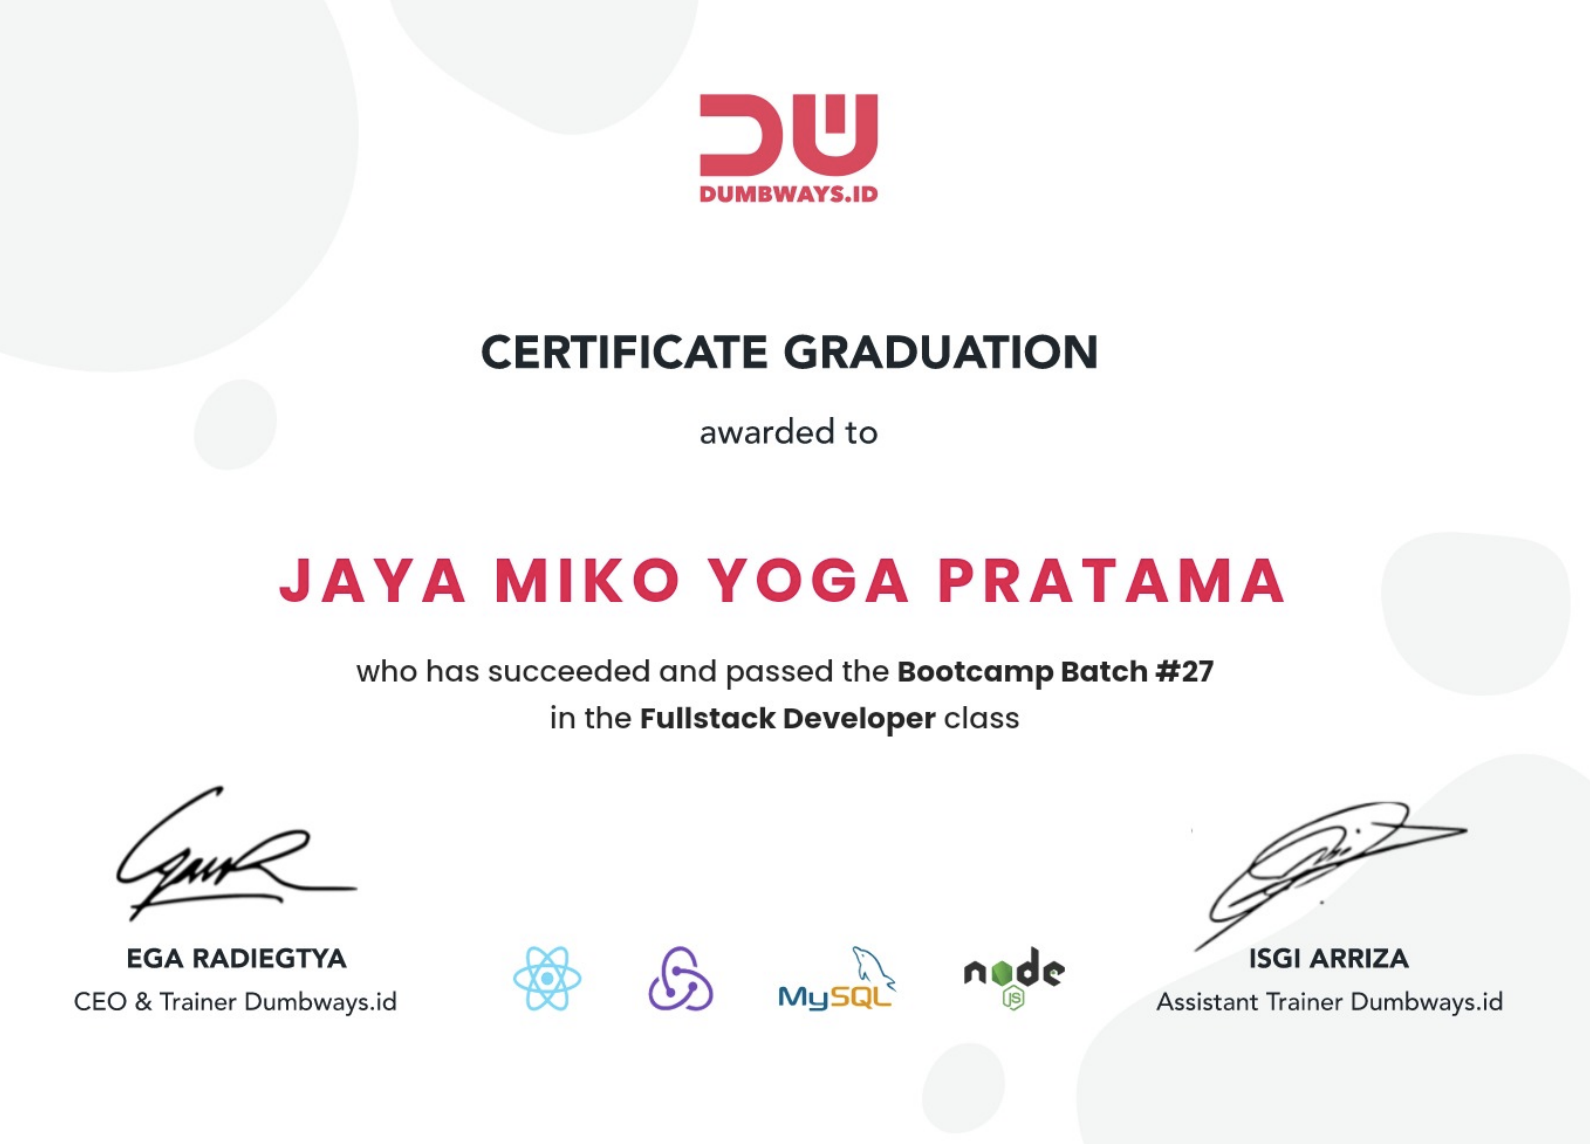 DUMBWAYS.ID
CERTIFICATE GRADUATION
awarded to
JAYA MIKO YOGA PRATAMA
who has succeeded and passed the Bootcamp Batch #27
in the Fullstack Developer class
EGA RADIEGTYA
CEO & Trainer Dumbways.id
MySQL
node
JS
ISGI ARRIZA
Assistant Trainer Dumbways.id